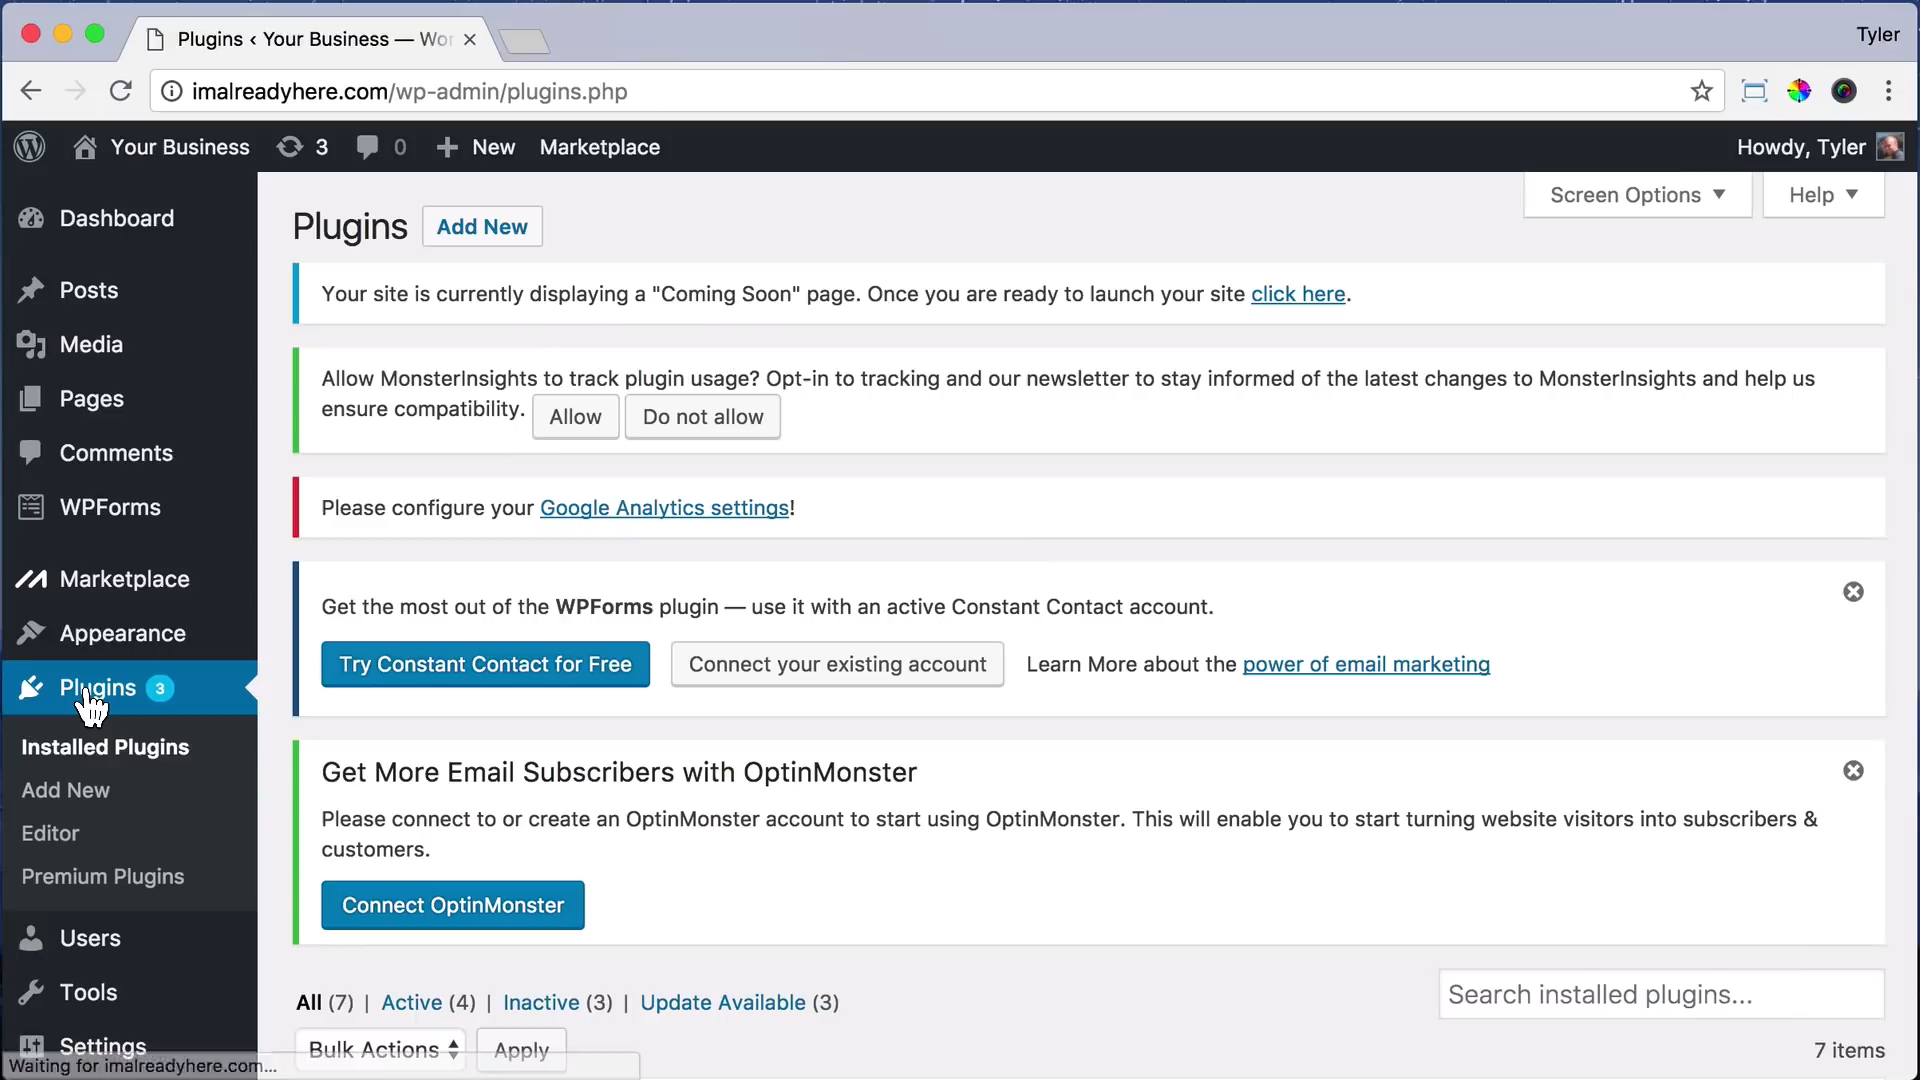 Plugins ‹ Your Business — Wor
Tyler
imalreadyhere.com/wp-admin/plugins.php
Your Business 3 0 New Marketplace Howdy, Tyler
Dashboard
Posts
Media
Pages
Comments
WPForms
Marketplace
Appearance
Plugins 3
Installed Plugins
Add New
Editor
Premium Plugins
Users
Tools
Settings
Waiting for imalreadyhere.com...
Screen Options Help
Plugins Add New
Your site is currently displaying a "Coming Soon" page. Once you are ready to launch your site click here.
Allow MonsterInsights to track plugin usage? Opt-in to tracking and our newsletter to stay informed of the latest changes to MonsterInsights and help us
ensure compatibility. Allow Do not allow
Please configure your Google Analytics settings!
Get the most out of the WPForms plugin — use it with an active Constant Contact account.
Try Constant Contact for Free Connect your existing account Learn More about the power of email marketing
Get More Email Subscribers with OptinMonster
Please connect to or create an OptinMonster account to start using OptinMonster. This will enable you to start turning website visitors into subscribers &
customers.
Connect OptinMonster
All (7) | Active (4) | Inactive (3) | Update Available (3)
Search installed plugins...
Bulk Actions Apply
7 items